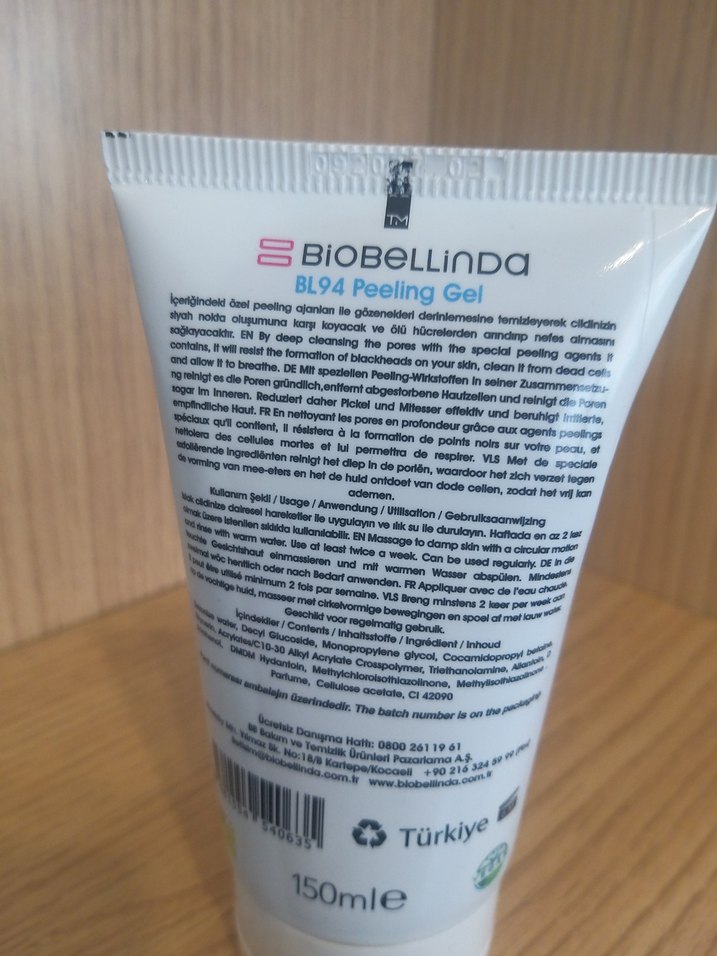 TM
BIOBELLINDA
BL94 Peeling Gel
İçeriğindeki özel peeling ajanları ile gözenekleri derinlemesine temizleyerek cildinizin
siyah nokta oluşumuna karşı koyacak ve ölü hücrelerden arındırıp nefes almasını
sağlayacaktır. EN By deep cleansing the pores with the special peeling agents it
contains, it will resist the formation of blackheads on your skin, clean it from dead cells
and allow it to breathe. DE Mit speziellen Peeling-Wirkstoffen in seiner Zusammensetzu-
ng reinigt es die Poren gründlich,entfernt abgestorbene Hautzellen und reinigt die Poren
sogar im Inneren. Reduziert daher Pickel und Mitesser effektiv und beruhigt irritierte,
empfindliche Haut. FR En nettoyant les pores en profondeur grâce aux agents peelings
spéciaux qu'il contient, il résistera à la formation de points noirs sur votre peau, et
nettoiera des cellules mortes et lui permettra de respirer. VLS Met de speciale
exfoliërende ingrediënten reinigt het diep in de poriën, waardoor het zich verzet tegen
de vorming van mee-eters en het de huid ontdoet van dode cellen, zodat het vrij kan
ademen.
Kullanım Şekli / Usage / Anwendung / Utilisation / Gebruiksaanwijzing
Islak cildinize dairesel hareketler ile uygulayın ve ılık su ile durulayın. Haftada en az 2 kez
olmak üzere istenilen sıklıkta kullanılabilir. EN Massage to damp skin with a circular motion
and rinse with warm water. Use at least twice a week. Can be used regularly. DE In die
feuchte Gesichtshaut einmassieren und mit warmen Wasser abspülen. Mindestens
zweimal wöc hentlich oder nach Bedarf anwenden. FR Appliquer avec de l'eau chaude.
Il peut être utilisé minimum 2 fois par semaine. VLS Breng minstens 2 keer per week aan
op de vochtige huid, masseer met cirkelvormige bewegingen en spoel af met lauw water.
Geschid voor regelmatig gebruik.
İçindekiler / Contents / Inhaltsstoffe / Ingrédient / Inhoud
water, Decyl Glucoside, Monopropylene glycol, Cocamidopropyl betaine,
Acrylates/C10-30 Alkyl Acrylate Crosspolymer, Triethanolamine, Allantoin, D
DMDM Hydantoin, Methylchloroisothiazolinone, Methylisothiazolinone
Parfume, Cellulose acetate, CI 42090
numarası ambalajın üzerindedir. The batch number is on the packaging
Ücretsiz Danışma Hattı: 0800 261 19 61
BB Bakım ve Temizlik Ürünleri Pazarlama A.Ş.
Yılmaz Sk. No:18/B Kartepe/Kocaeli +90 216 324 59 99
iletisim@biobellinda.com.tr www.biobellinda.com.tr
540635
Türkiye
150ml e